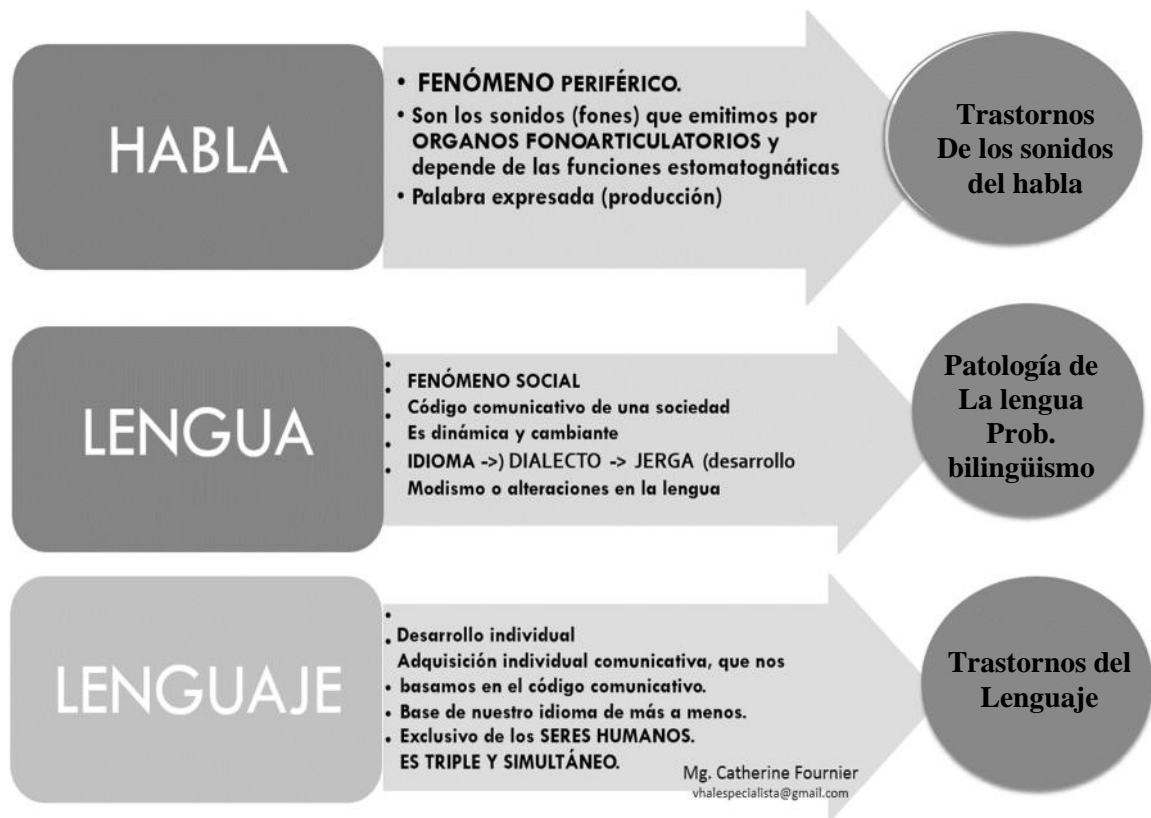 HABLA
• FENÓMENO PERIFÉRICO.
• Son los sonidos (fones) que emitimos por
ORGANOS FONOARTICULATORIOS y
depende de las funciones estomatognáticas
• Palabra expresada (producción)
Trastornos
De los sonidos
del habla
LENGUA
•
• FENÓMENO SOCIAL
• Código comunicativo de una sociedad
• Es dinámica y cambiante
• IDIOMA ->) DIALECTO -> JERGA (desarrollo
Modismo o alteraciones en la lengua
Patología de
La lengua
Prob.
bilingüismo
LENGUAJE
•
• Desarrollo individual
Adquisición individual comunicativa, que nos
• basamos en el código comunicativo.
• Base de nuestro idioma de más a menos.
• Exclusivo de los SERES HUMANOS.
ES TRIPLE Y SIMULTÁNEO.
Trastornos del
Lenguaje
Mg. Catherine Fournier
vhalespecialista@gmail.com